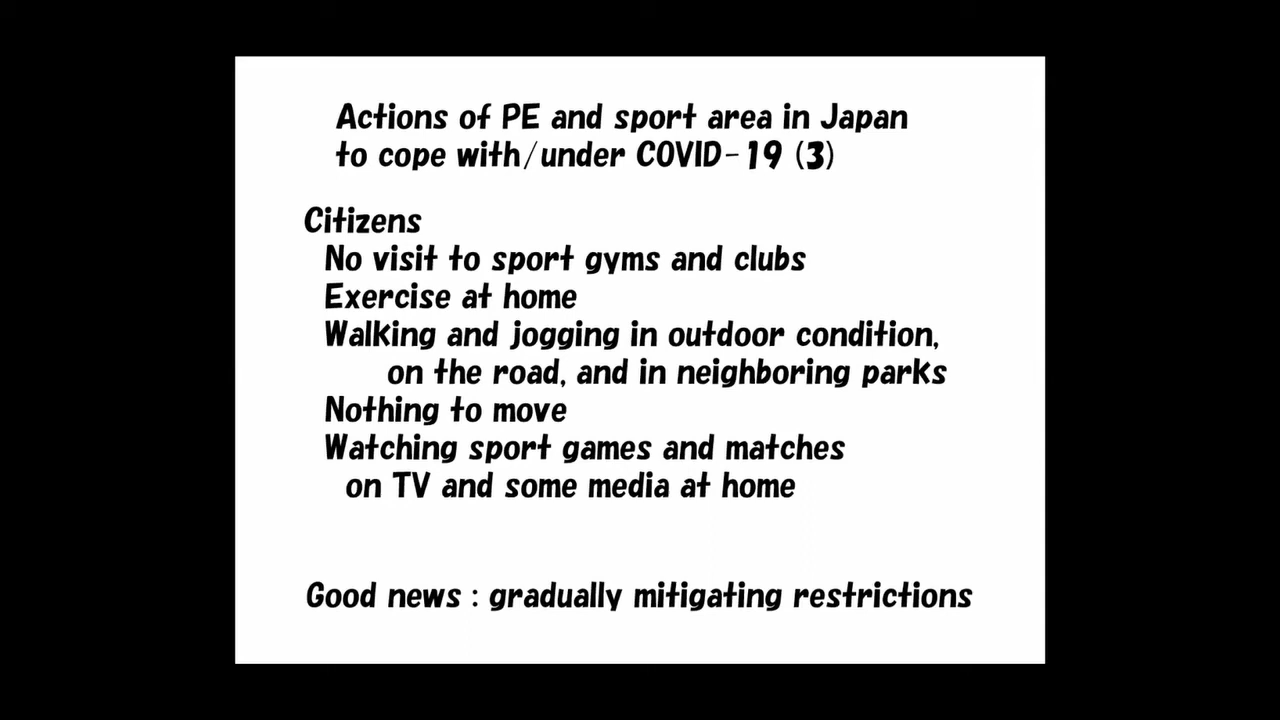 Actions of PE and sport area in Japan
to cope with/under COVID-19 (3)
Citizens
No visit to sport gyms and clubs
Exercise at home
Walking and jogging in outdoor condition,
on the road, and in neighboring parks
Nothing to move
Watching sport games and matches
on TV and some media at home
Good news : gradually mitigating restrictions